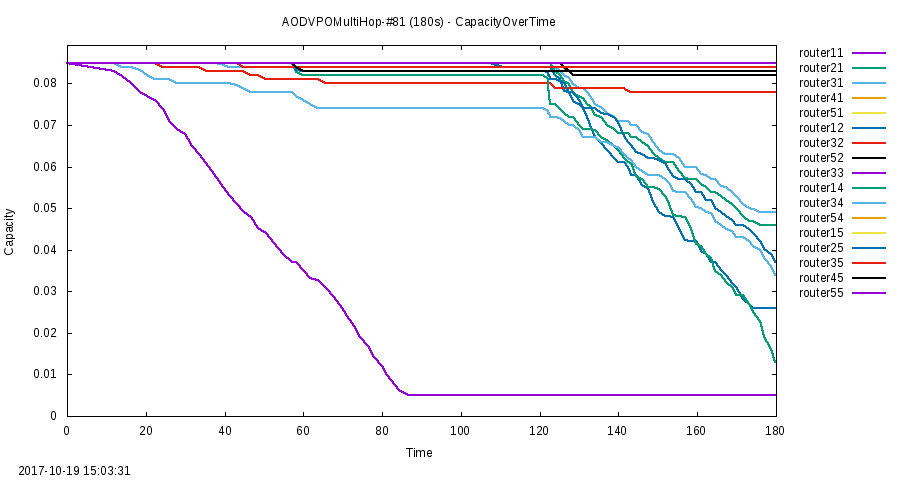 AODVPOMultiHop-#81 (180s) - CapacityOverTime
Capacity
0.08
0.07
0.06
0.05
0.04
0.03
0.02
0.01
0
0 20 40 60 80 100 120 140 160 180
Time
router11
router21
router31
router41
router51
router12
router32
router52
router33
router14
router34
router54
router15
router25
router35
router45
router55
2017-10-19 15:03:31